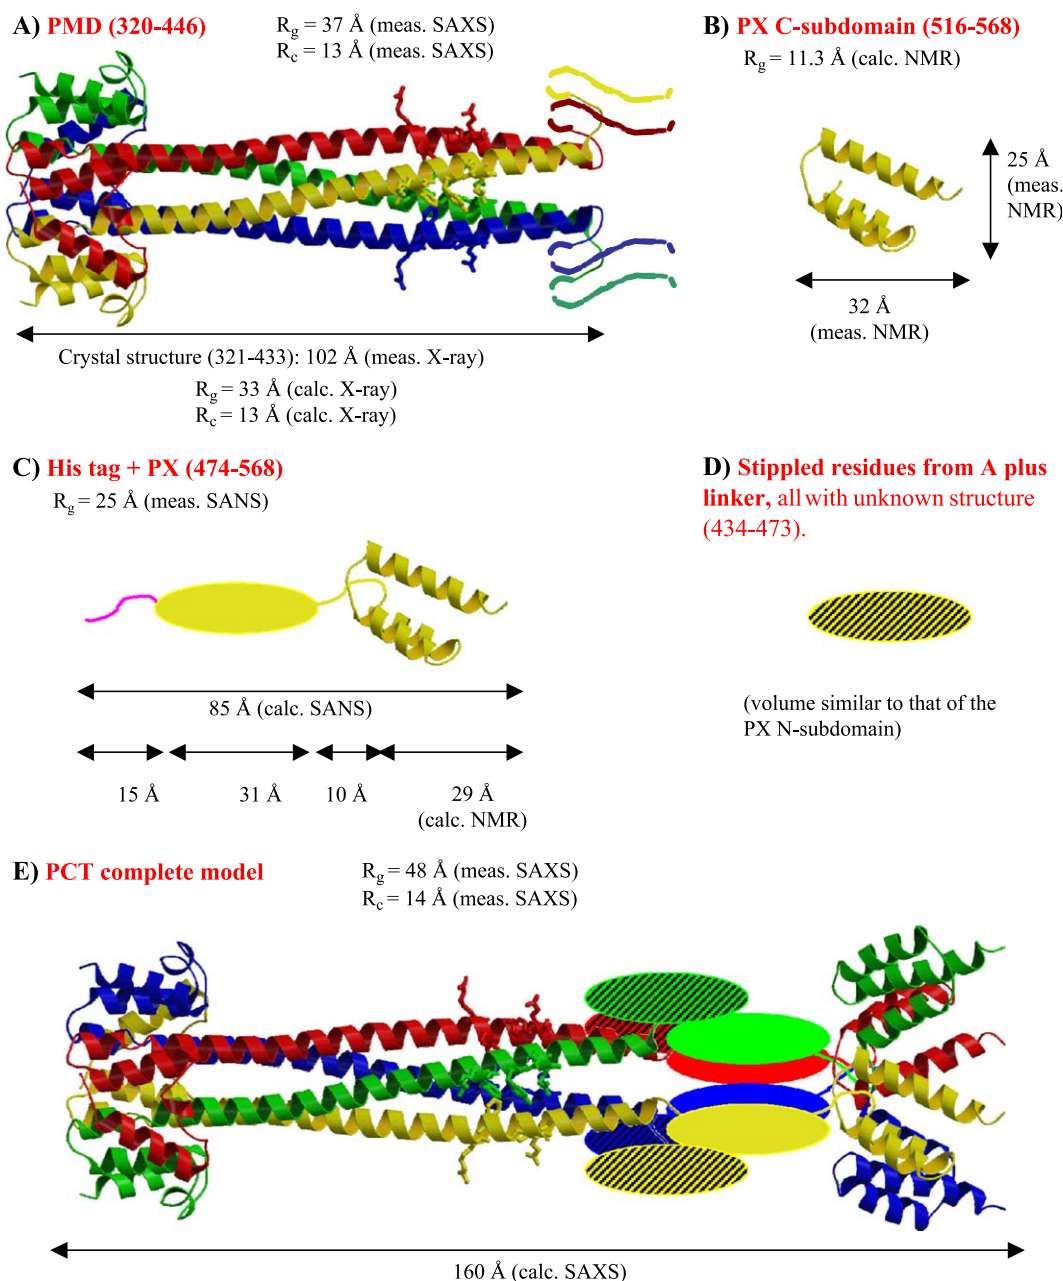 A) PMD (320-446)
Rg = 37 Å (meas. SAXS)
Rc = 13 Å (meas. SAXS)
B) PX C-subdomain (516-568)
Rg = 11.3 Å (calc. NMR)
25 Å
(meas.
NMR)
32 Å
(meas. NMR)
Crystal structure (321-433): 102 Å (meas. X-ray)
Rg = 33 Å (calc. X-ray)
Rc = 13 Å (calc. X-ray)
C) His tag + PX (474-568)
Rg = 25 Å (meas. SANS)
85 Å (calc. SANS)
15 Å
31 Å
10 Å
29 Å
(calc. NMR)
D) Stippled residues from A plus
linker, all with unknown structure
(434-473).
(volume similar to that of the
PX N-subdomain)
E) PCT complete model
Rg = 48 Å (meas. SAXS)
Rc = 14 Å (meas. SAXS)
160 Å (calc. SAXS)